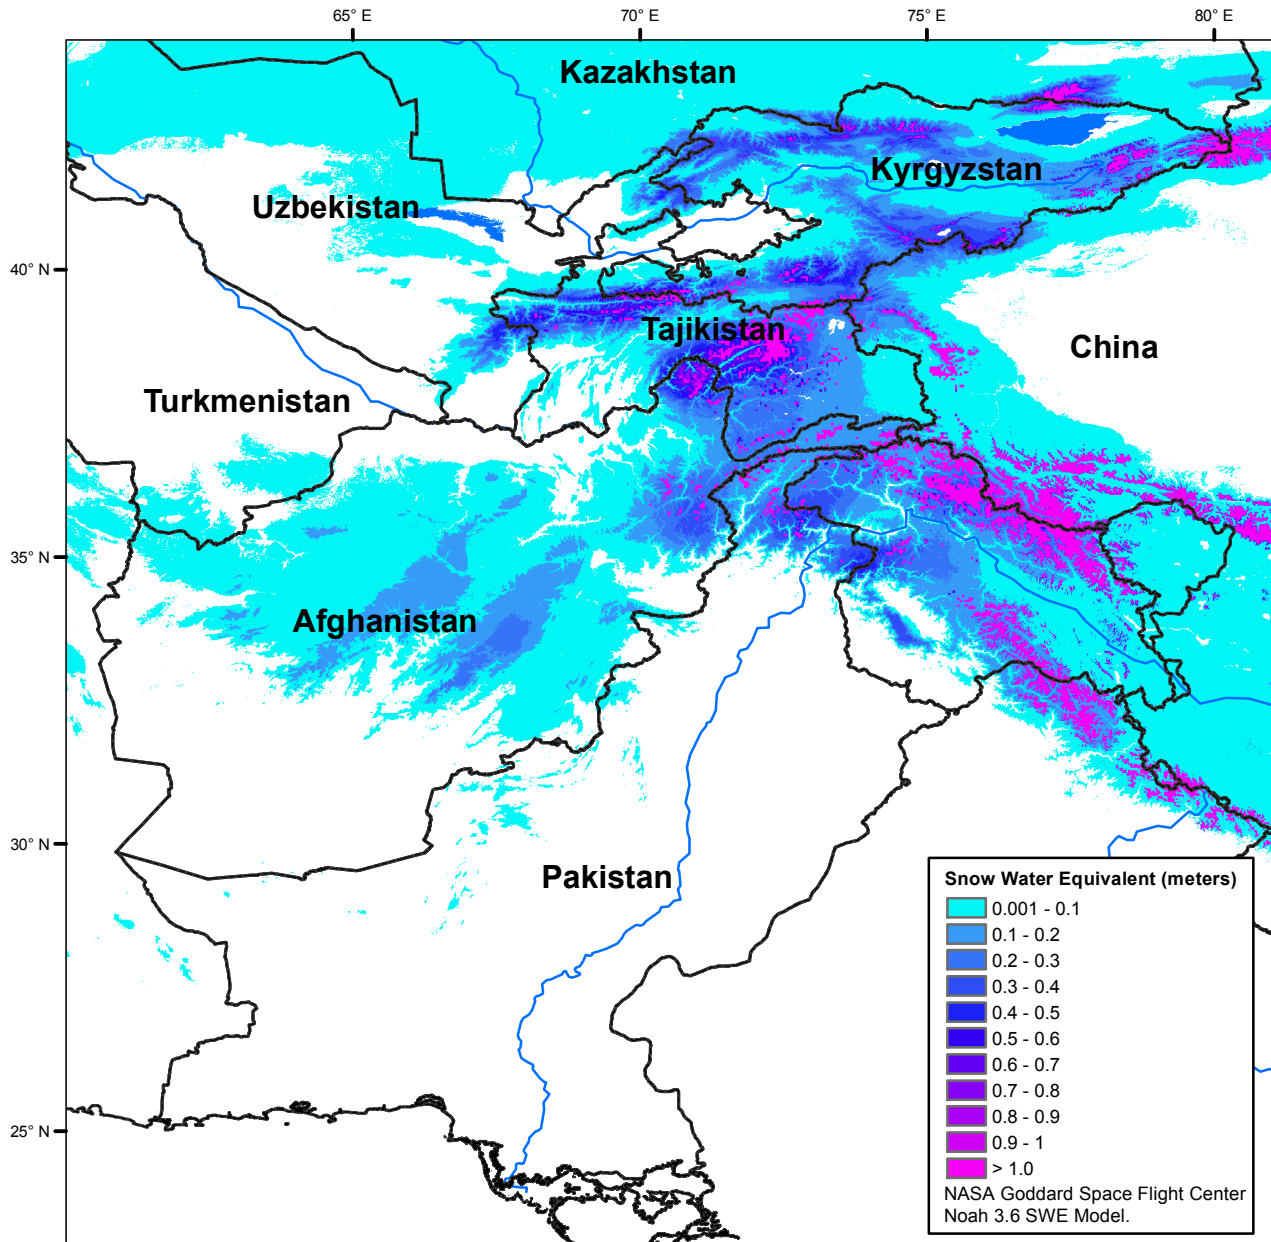 65° E
70° E
75° E
80° E
Kazakhstan
Kyrgyzstan
Uzbekistan
40° N
Tajikistan
China
Turkmenistan
35° N
Afghanistan
30° N
Pakistan
25° N
Snow Water Equivalent (meters)
0.001 - 0.1
0.1 - 0.2
0.2 - 0.3
0.3 - 0.4
0.4 - 0.5
0.5 - 0.6
0.6 - 0.7
0.7 - 0.8
0.8 - 0.9
0.9 - 1
> 1.0
NASA Goddard Space Flight Center
Noah 3.6 SWE Model.